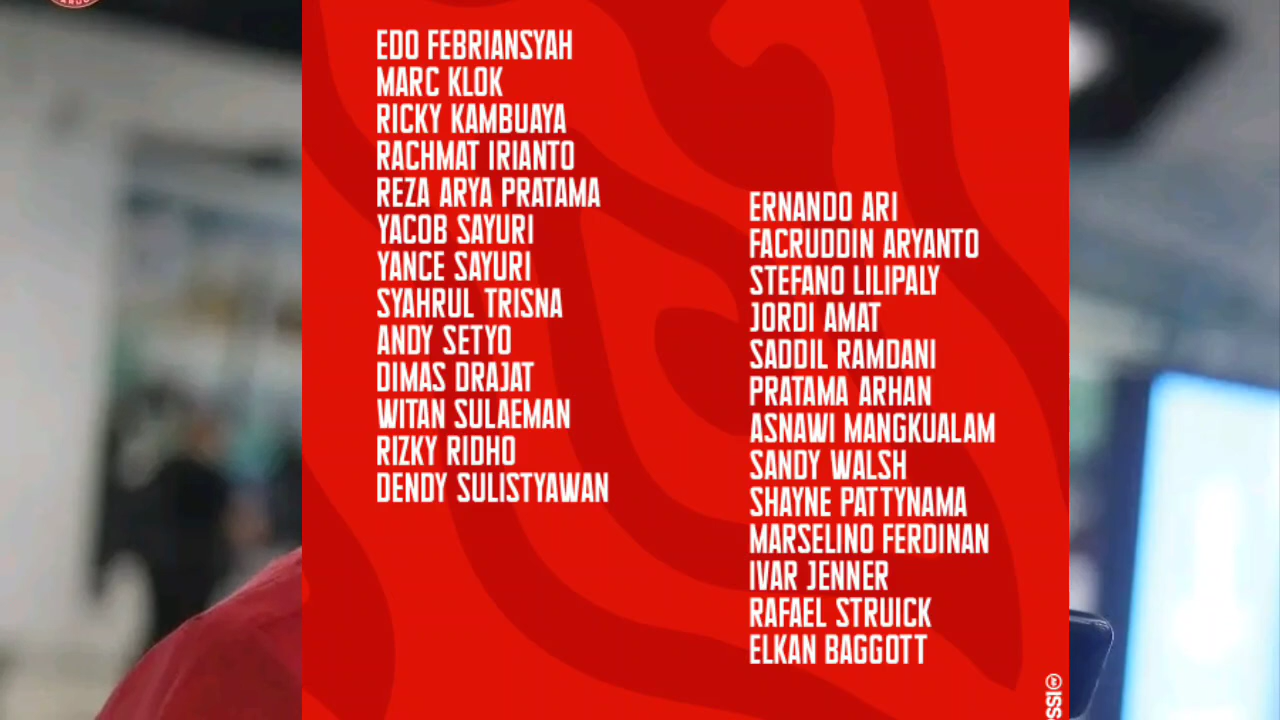 EDO FEBRIANSYAH
MARC KLOK
RICKY KAMBUAYA
RACHMAT IRIANTO
REZA ARYA PRATAMA
YACOB SAYURI
YANCE SAYURI
SYAHRUL TRISNA
ANDY SETYO
DIMAS DRAJAT
WITAN SULAEMAN
RIZKY RIDHO
DENDY SULISTYAWAN
ERNANDO ARI
FACRUDDIN ARYANTO
STEFANO LILIPALY
JORDI AMAT
SADDIL RAMDANI
PRATAMA ARHAN
ASNAWI MANGKUALAM
SANDY WALSH
SHAYNE PATTYNAMA
MARSELINO FERDINAN
IVAR JENNER
RAFAEL STRUICK
ELKAN BAGGOTT